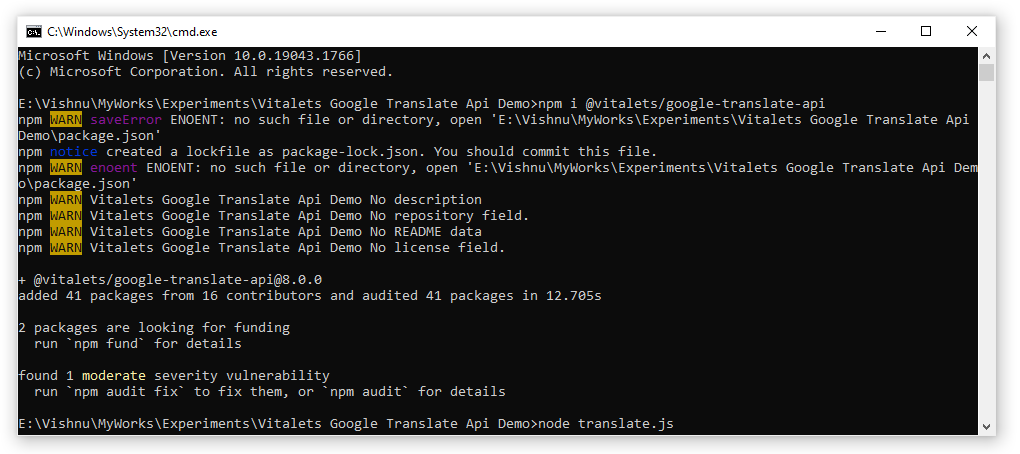 C:\Windows\System32\cmd.exe
Microsoft Windows [Version 10.0.19043.1766]
(c) Microsoft Corporation. All rights reserved.
E:\Vishnu\MyWorks\Experiments\Vitalets Google Translate Api Demo>npm i @vitalets/google-translate-api
npm WARN saveError ENOENT: no such file or directory, open 'E:\Vishnu\MyWorks\Experiments\Vitalets Google Translate Api
Demo\package.json'
npm notice created a lockfile as package-lock.json. You should commit this file.
npm WARN enoent ENOENT: no such file or directory, open 'E:\Vishnu\MyWorks\Experiments\Vitalets Google Translate Api Dem
o\package.json'
npm WARN Vitalets Google Translate Api Demo No description
npm WARN Vitalets Google Translate Api Demo No repository field.
npm WARN Vitalets Google Translate Api Demo No README data
npm WARN Vitalets Google Translate Api Demo No license field.
+ @vitalets/google-translate-api@8.0.0
added 41 packages from 16 contributors and audited 41 packages in 12.705s
2 packages are looking for funding
  run `npm fund` for details
found 1 moderate severity vulnerability
  run `npm audit fix` to fix them, or `npm audit` for details
E:\Vishnu\MyWorks\Experiments\Vitalets Google Translate Api Demo>node translate.js